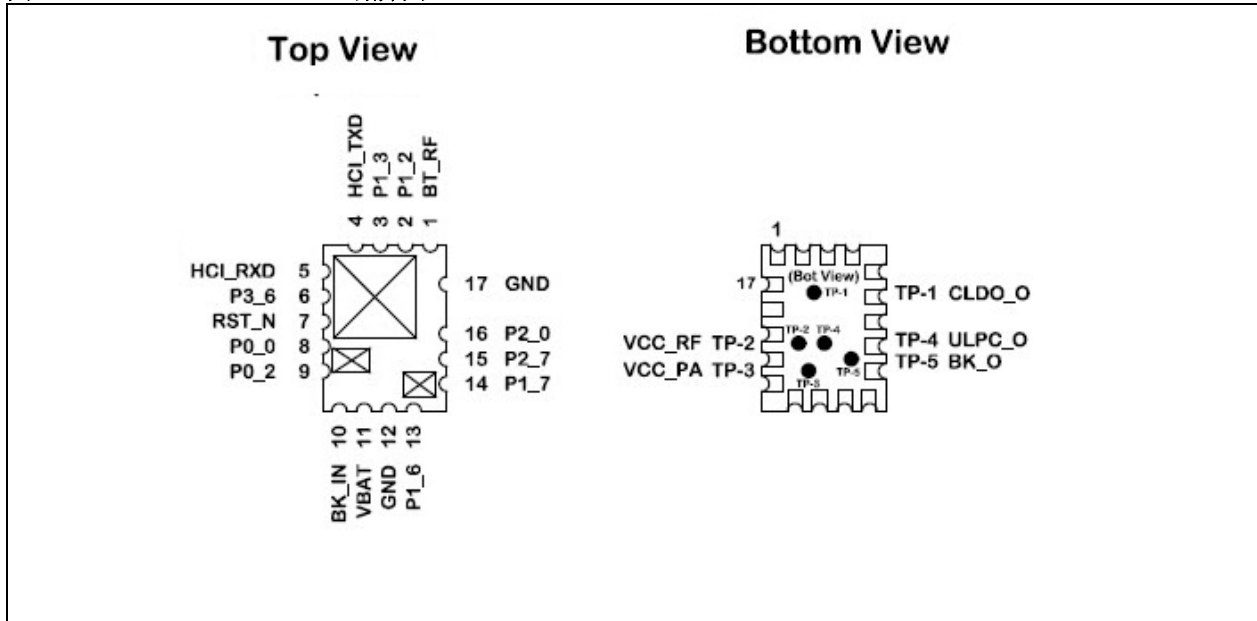 Top View
HCI_TXD
P1_3
P1_2
BT_RF
4 3 2 1
HCI_RXD 5
P3_6 6
RST_N 7
P0_0 8
P0_2 9
17 GND
16 P2_0
15 P2_7
14 P1_7
10 11 12 13
BK_IN
VBAT
GND
P1_6
Bottom View
1
17
(Bot View)
TP-1
TP-2 TP-4
TP-5
TP-3
VCC_RF TP-2
VCC_PA TP-3
TP-1 CLDO_O
TP-4 ULPC_O
TP-5 BK_O